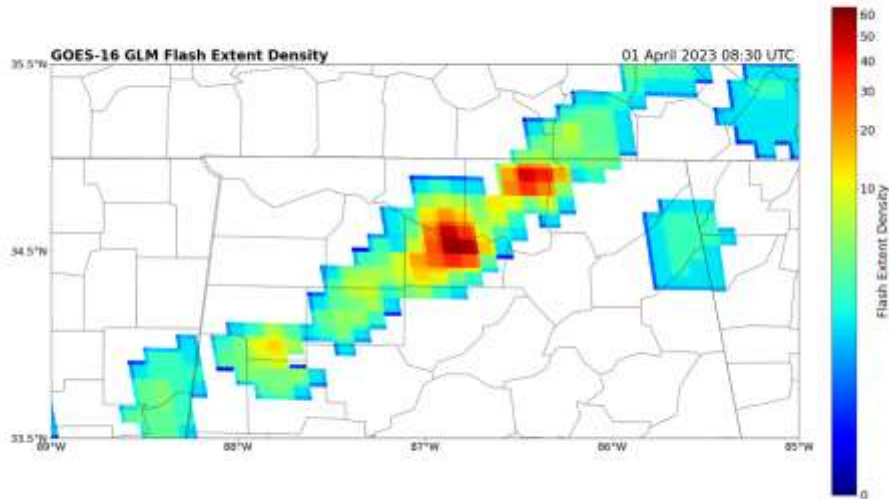 GOES-16 GLM Flash Extent Density
01 April 2023 08:30 UTC
35.5°N
34.5°N
33.5°N
89°W
88°W
87°W
86°W
85°W
60
50
40
30
20
10
0
Flash Extent Density